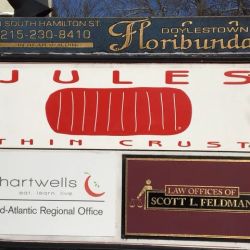 SOUTH HAMILTON ST.
215-230-8410
DOYLESTOWN
Floribunda
JULES
THIN CRUST
hartwells
eat. learn. live.
d-Atlantic Regional Office
LAW OFFICES OF
SCOTT L. FELDMAN